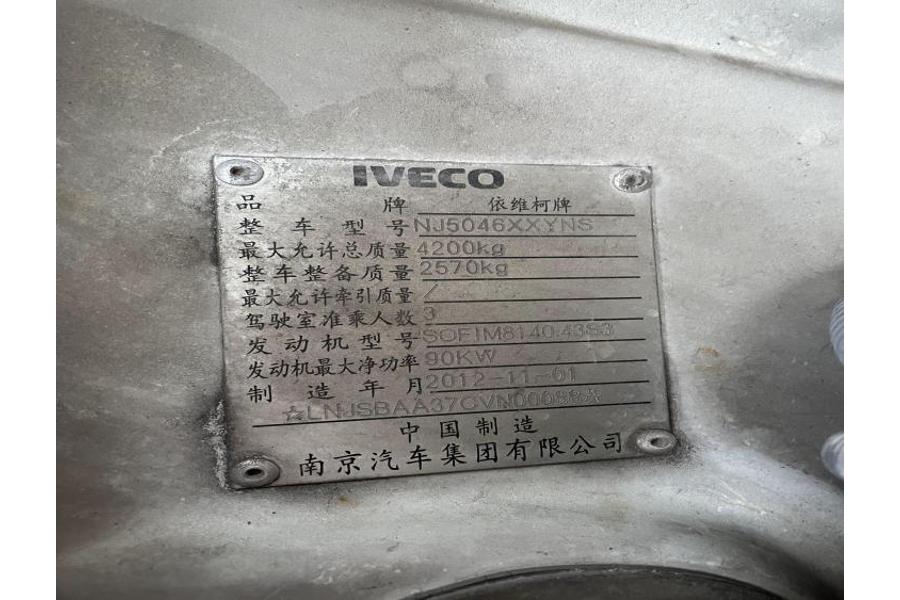 IVECO
品 牌 依维柯牌
整车型号 NJ5046XXYNS
最大允许总质量 4200kg
整车整备质量 2570kg
最大允许牵引质量 /
驾驶室准乘人数 3
发动机型号 SOFIM8140.43S3
发动机最大净功率 90KW
制造年月 2012-11-01
☆LNJSBAA37CVN00688☆
中国制造
南京汽车集团有限公司